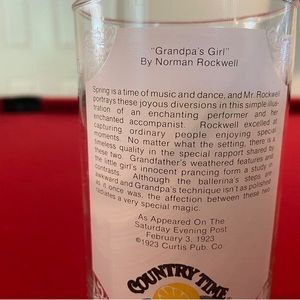 "Grandpa's Girl"
By Norman Rockwell
Spring is a time of music and dance, and Mr. Rockwell
portrays these joyous diversions in this simple illus-
tration of an enchanting performer and her
enchanted accompanist. Rockwell excelled at
capturing ordinary people enjoying special
moments. No matter what the setting, there is a
timeless quality in the special rapport shared by
these two. Grandfather's weathered features and
the little girl's innocent prancing form a study in
contrasts. Although the ballerina's steps are
awkward and Grandpa's technique isn't as polished
as it once was, the affection between these two
radiates a very special magic.
As Appeared On The
Saturday Evening Post
February 3, 1923
©1923 Curtis Pub. Co
COUNTRY TIME